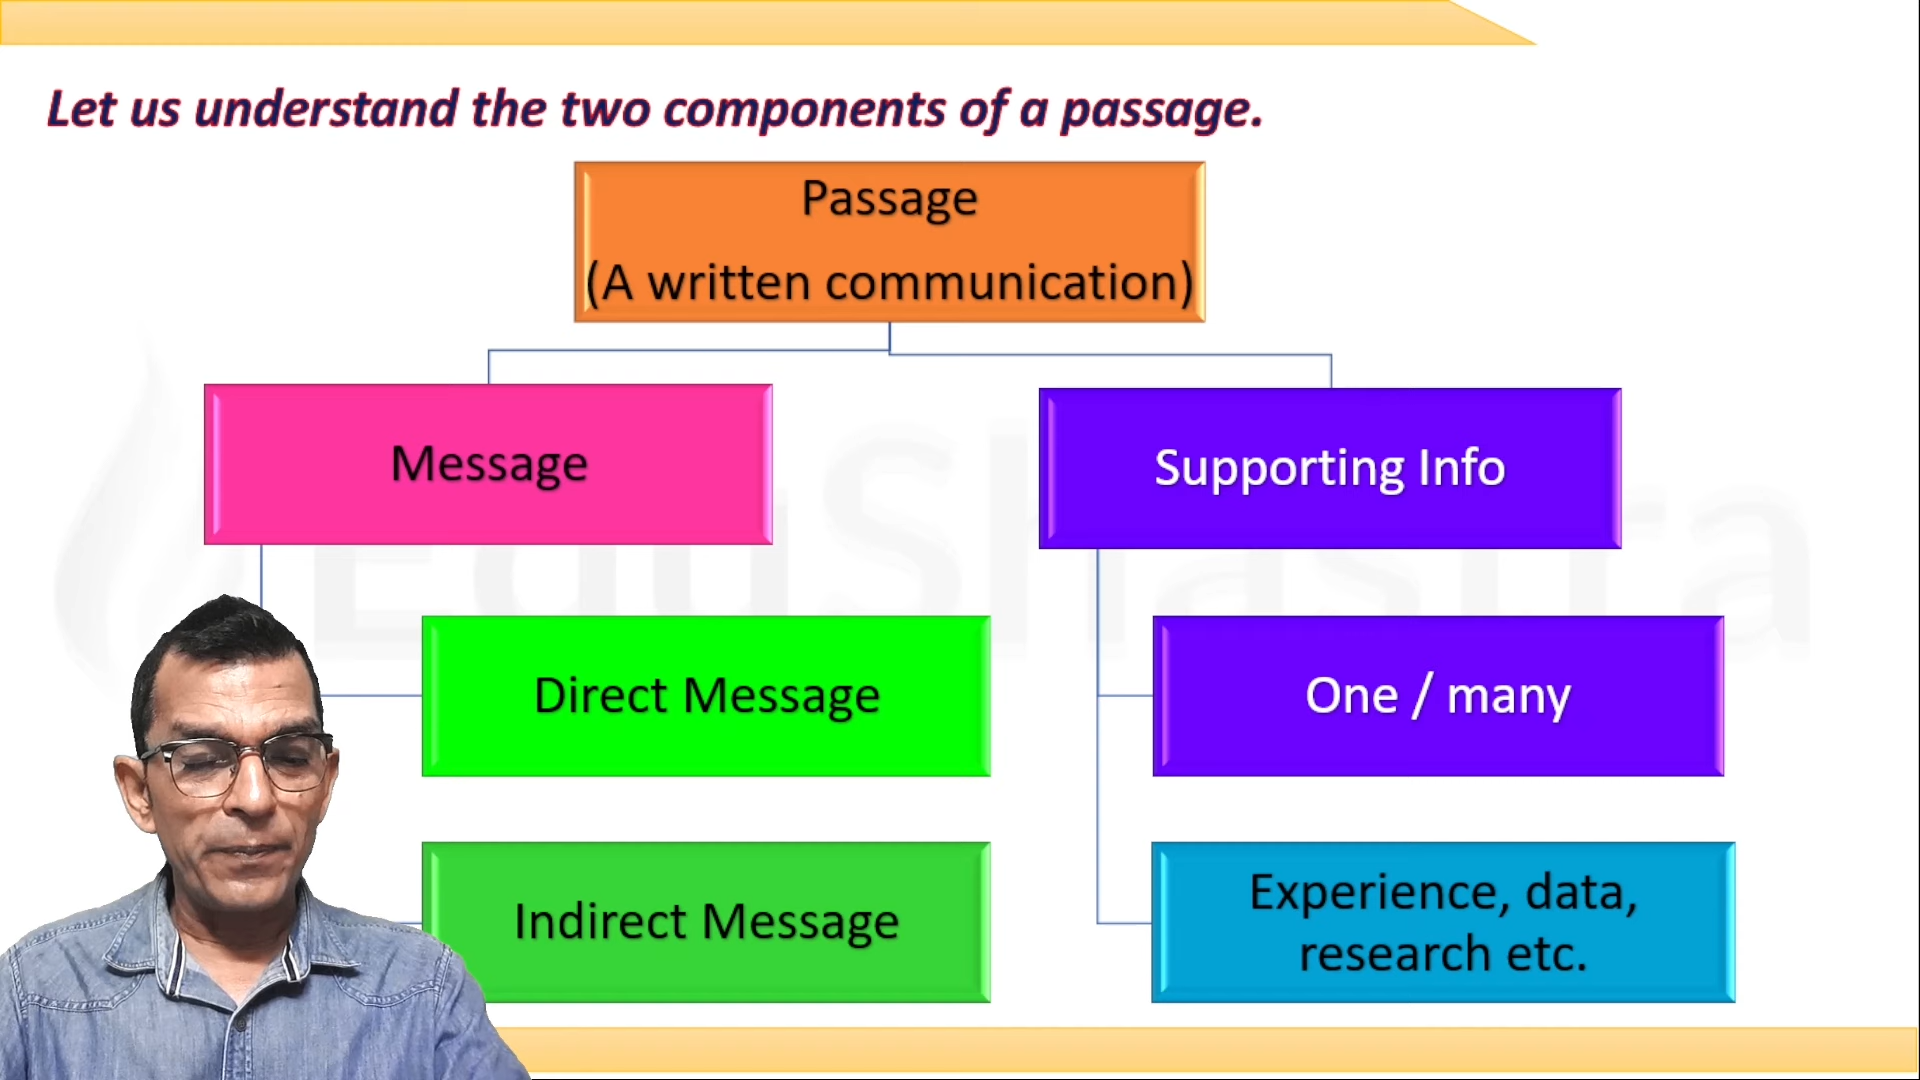 Let us understand the two components of a passage.
Passage
(A written communication)
Message
Supporting Info
Direct Message
One / many
Indirect Message
Experience, data,
research etc.
EduShastra